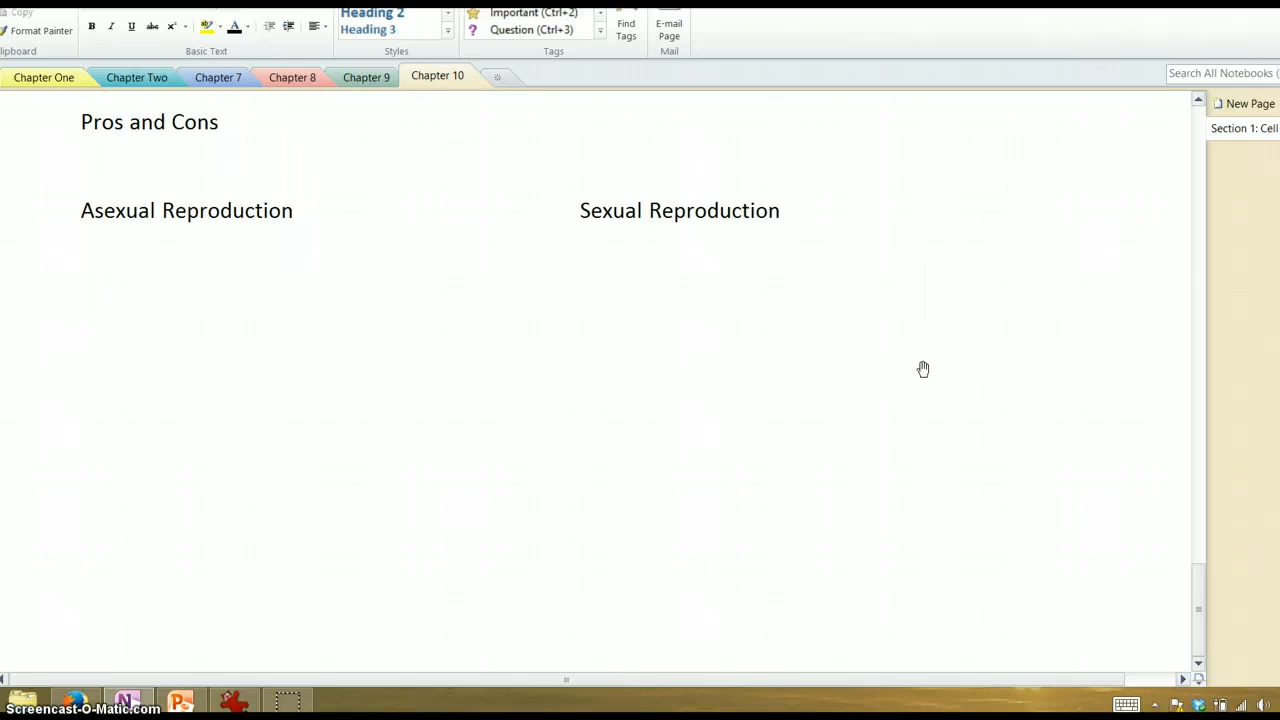 Copy
Format Painter
lipboard
B I U abc x² A
Basic Text
Heading 2
Heading 3
Styles
Important (Ctrl+2)
Question (Ctrl+3)
Tags
Find
Tags
E-mail
Page
Mail
Chapter One
Chapter Two
Chapter 7
Chapter 8
Chapter 9
Chapter 10
Search All Notebooks (
New Page
Section 1: Cell
Pros and Cons
Asexual Reproduction
Sexual Reproduction
Screencast-O-Matic.com